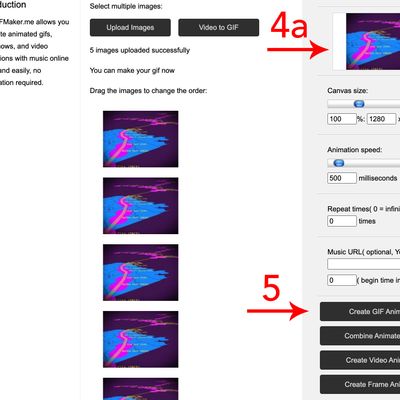 duction
FMaker.me allows you
te animated gifs,
ows, and video
tions with music online
and easily, no
ation required.
Select multiple images:
Upload Images
Video to GIF
5 images uploaded successfully
You can make your gif now
Drag the images to change the order:
4a
Canvas size:
100 %: 1280 x
Animation speed:
500 milliseconds
Repeat times( 0 = infini
0 times
Music URL( optional, Yo
0 ( begin time in
5
Create GIF Anim
Combine Animate
Create Video Ani
Create Frame Ani